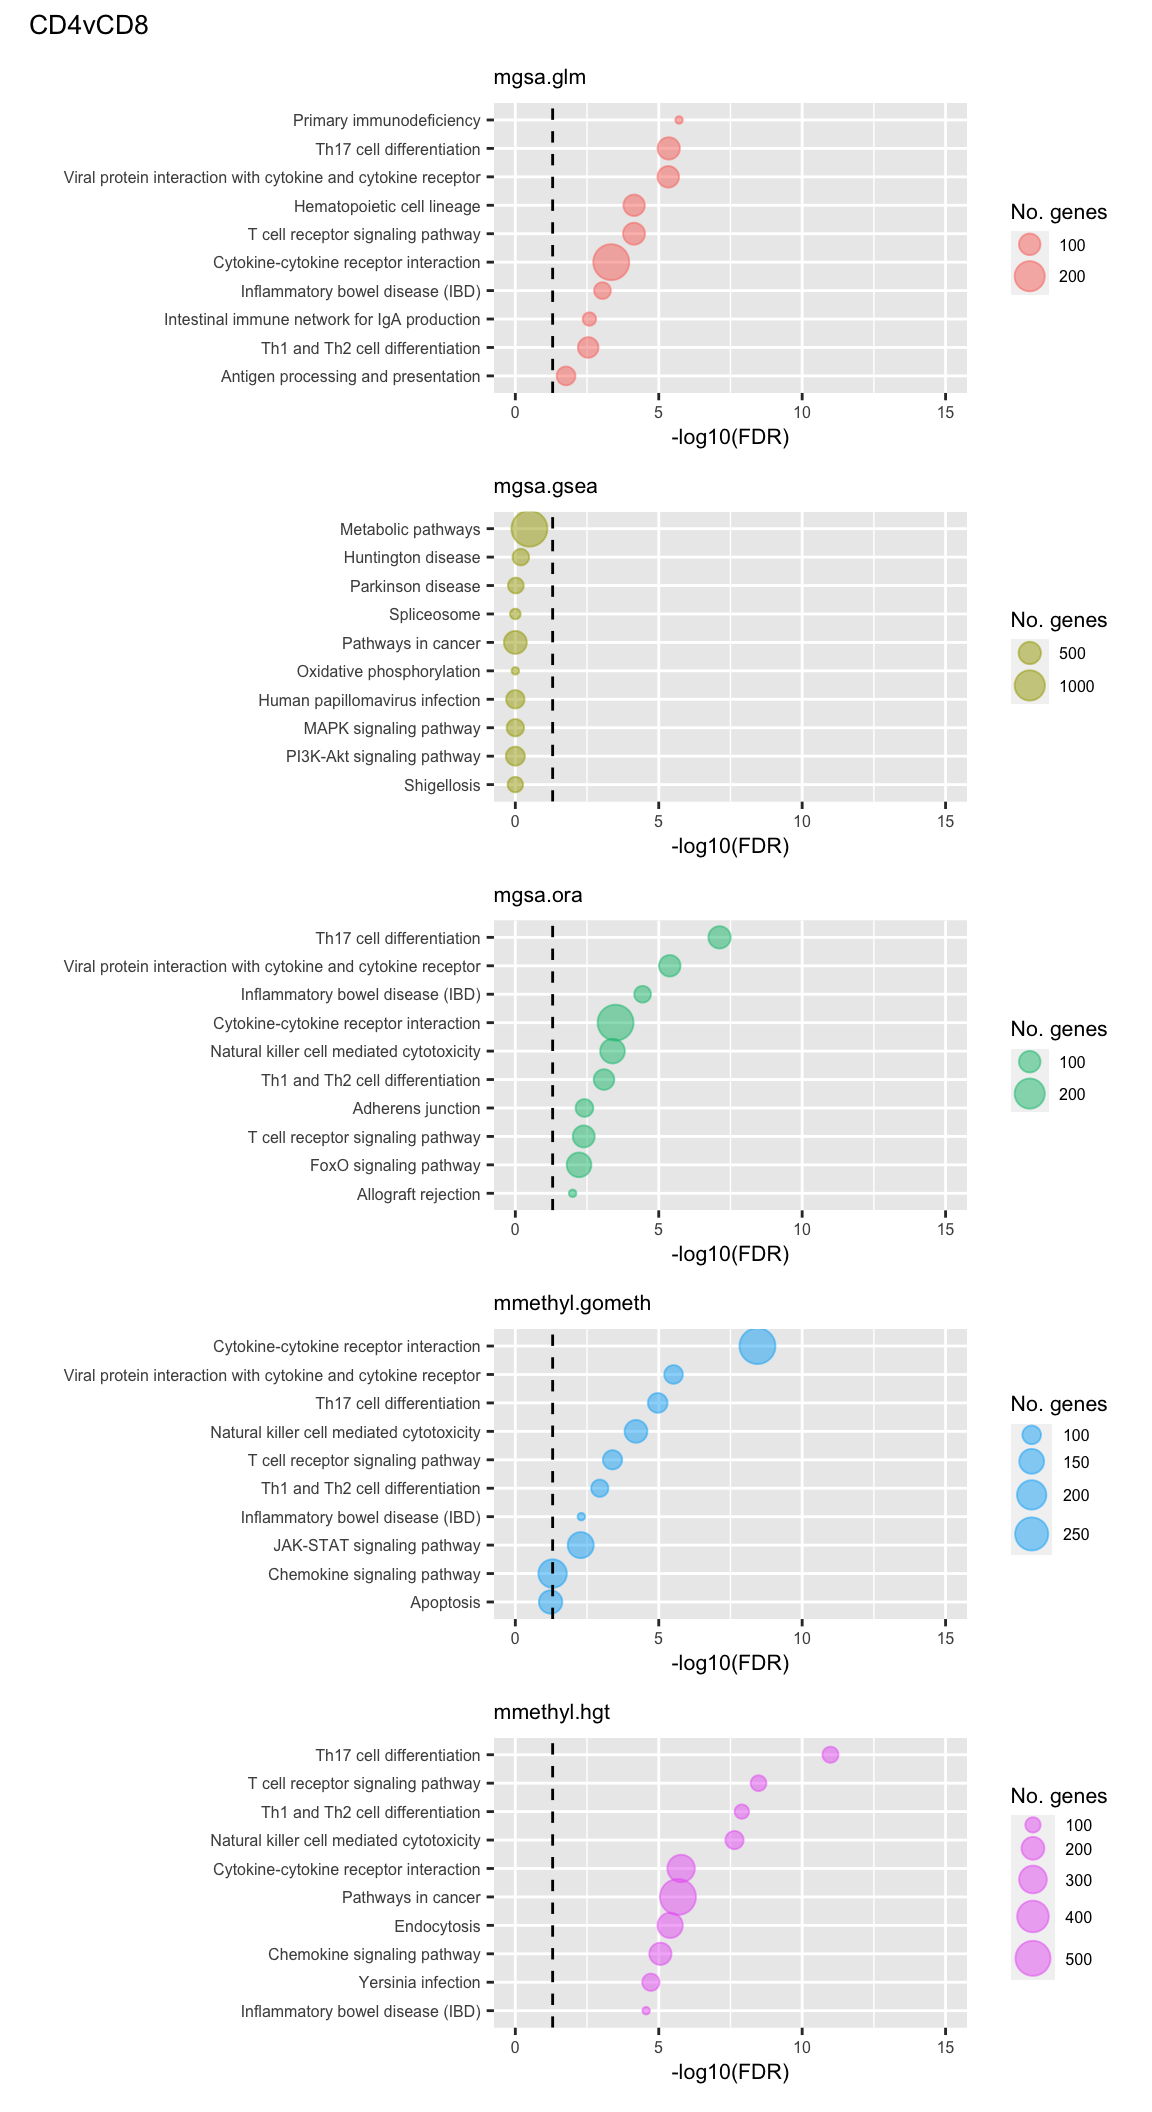 CD4vCD8
mgsa.glm
Primary immunodeficiency
Th17 cell differentiation
Viral protein interaction with cytokine and cytokine receptor
Hematopoietic cell lineage
T cell receptor signaling pathway
Cytokine-cytokine receptor interaction
Inflammatory bowel disease (IBD)
Intestinal immune network for IgA production
Th1 and Th2 cell differentiation
Antigen processing and presentation
0 5 10 15
-log10(FDR)
No. genes
100
200
mgsa.gsea
Metabolic pathways
Huntington disease
Parkinson disease
Spliceosome
Pathways in cancer
Oxidative phosphorylation
Human papillomavirus infection
MAPK signaling pathway
PI3K-Akt signaling pathway
Shigellosis
0 5 10 15
-log10(FDR)
No. genes
500
1000
mgsa.ora
Th17 cell differentiation
Viral protein interaction with cytokine and cytokine receptor
Inflammatory bowel disease (IBD)
Cytokine-cytokine receptor interaction
Natural killer cell mediated cytotoxicity
Th1 and Th2 cell differentiation
Adherens junction
T cell receptor signaling pathway
FoxO signaling pathway
Allograft rejection
0 5 10 15
-log10(FDR)
No. genes
100
200
mmethyl.gometh
Cytokine-cytokine receptor interaction
Viral protein interaction with cytokine and cytokine receptor
Th17 cell differentiation
Natural killer cell mediated cytotoxicity
T cell receptor signaling pathway
Th1 and Th2 cell differentiation
Inflammatory bowel disease (IBD)
JAK-STAT signaling pathway
Chemokine signaling pathway
Apoptosis
0 5 10 15
-log10(FDR)
No. genes
100
150
200
250
mmethyl.hgt
Th17 cell differentiation
T cell receptor signaling pathway
Th1 and Th2 cell differentiation
Natural killer cell mediated cytotoxicity
Cytokine-cytokine receptor interaction
Pathways in cancer
Endocytosis
Chemokine signaling pathway
Yersinia infection
Inflammatory bowel disease (IBD)
0 5 10 15
-log10(FDR)
No. genes
100
200
300
400
500